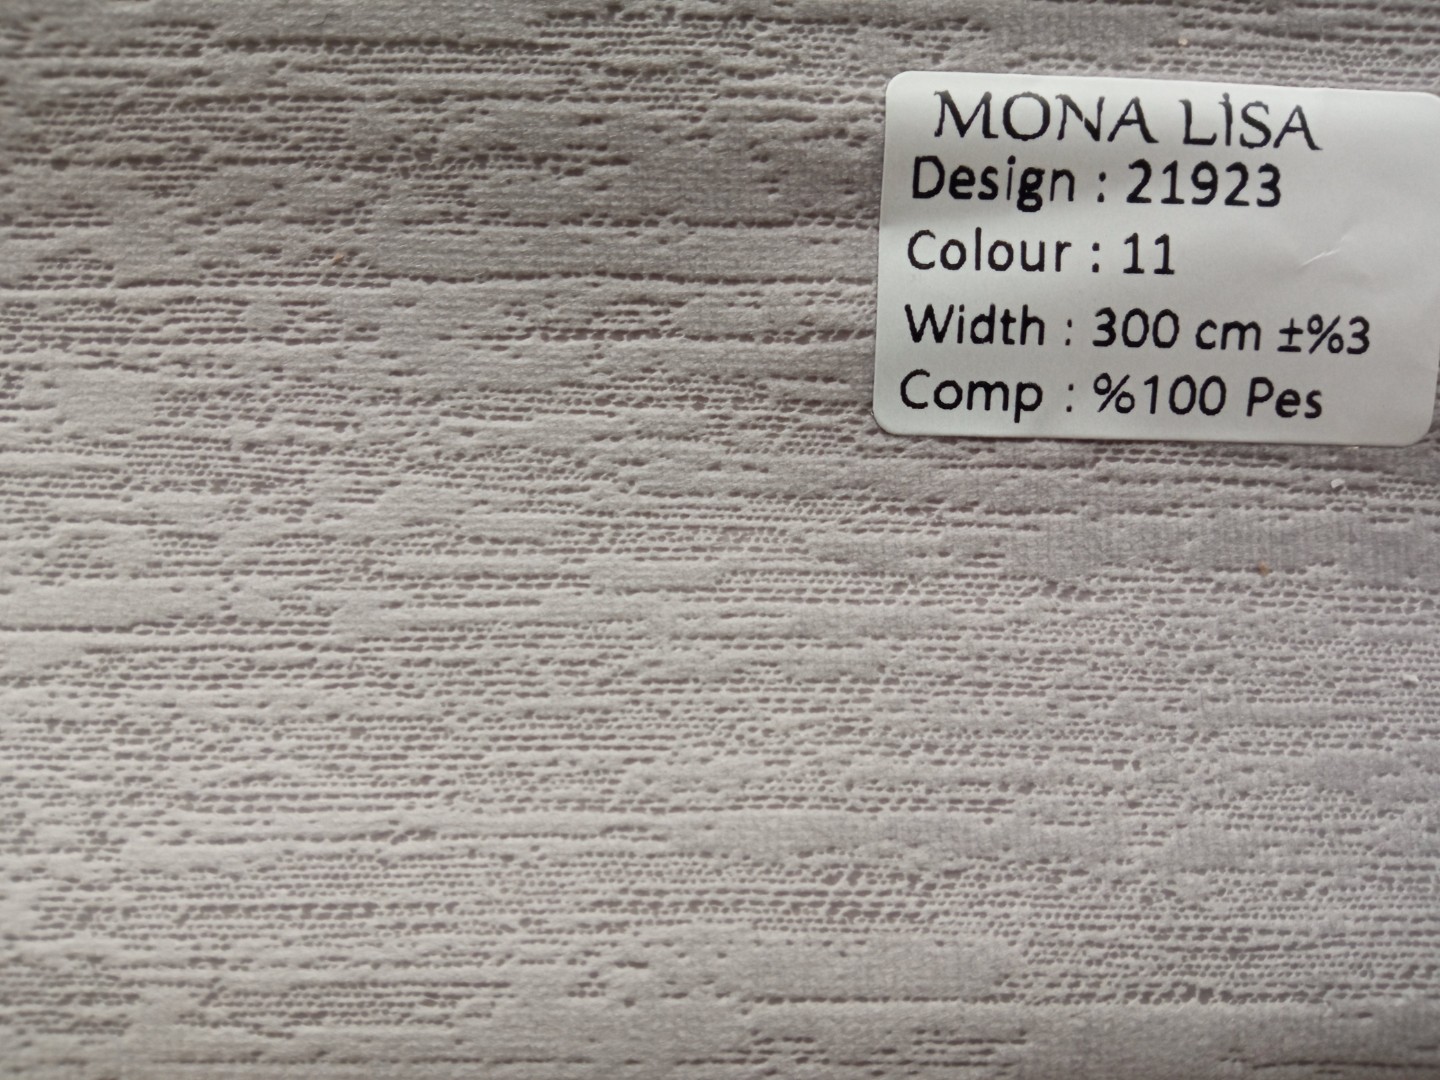 MONA LİSA
Design : 21923
Colour : 11
Width : 300 cm ±%3
Comp : %100 Pes